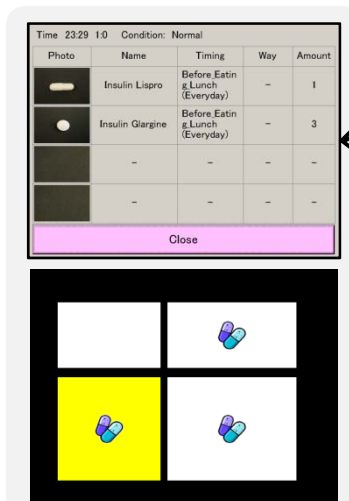 Time 23:29 1:0 Condition: Normal
Photo Name Timing Way Amount
Insulin Lispro Before_Eatin g_Lunch (Everyday) - 1
Insulin Glargine Before_Eatin g_Lunch (Everyday) - 3
- - - -
- - - -
Close